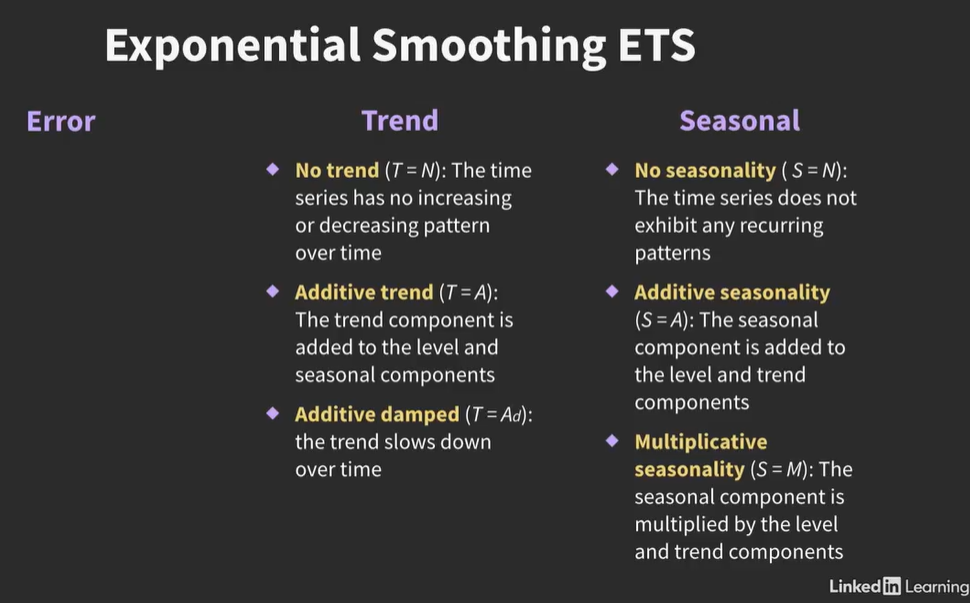 Exponential Smoothing ETS
Error
Trend
◆ No trend (T = N): The time
series has no increasing
or decreasing pattern
over time
◆ Additive trend (T = A):
The trend component is
added to the level and
seasonal components
◆ Additive damped (T = Ad):
the trend slows down
over time
Seasonal
◆ No seasonality ( S = N):
The time series does not
exhibit any recurring
patterns
◆ Additive seasonality
(S = A): The seasonal
component is added to
the level and trend
components
◆ Multiplicative
seasonality (S = M): The
seasonal component is
multiplied by the level
and trend components
Linked in Learning